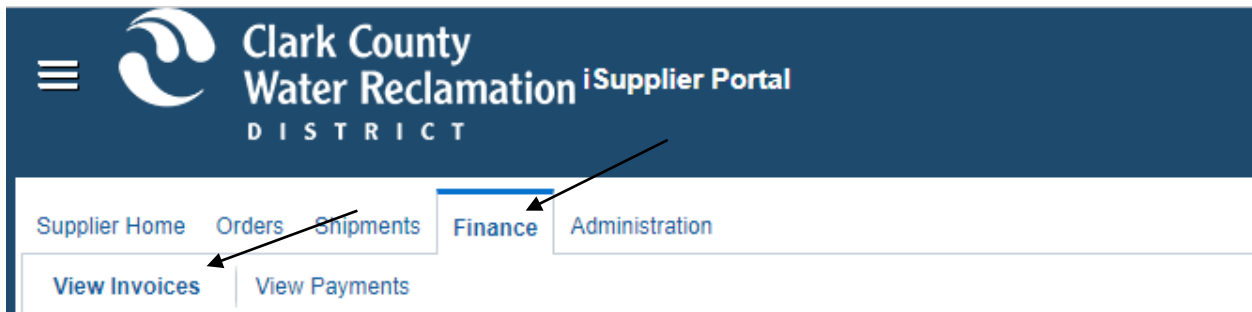 Clark County
Water Reclamation iSupplier Portal
DISTRICT
Supplier Home Orders Shipments Finance Administration
View Invoices View Payments